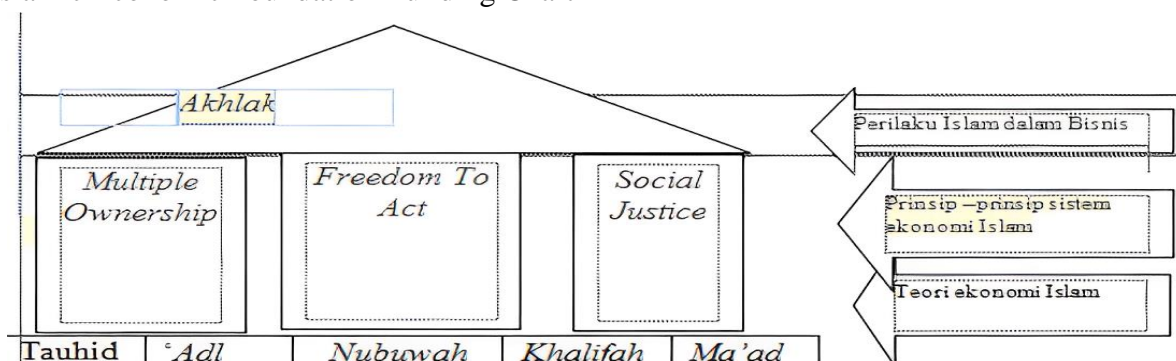 Akhlak
Perilaku Islam dalam Bisnis
Multiple
Ownership
Freedom To
Act
Social
Justice
Prinsip –prinsip sistem
ekonomi Islam
Teori ekonomi Islam
Tauhid
‘Adl
Nubuwah
Khalifah
Ma’ad